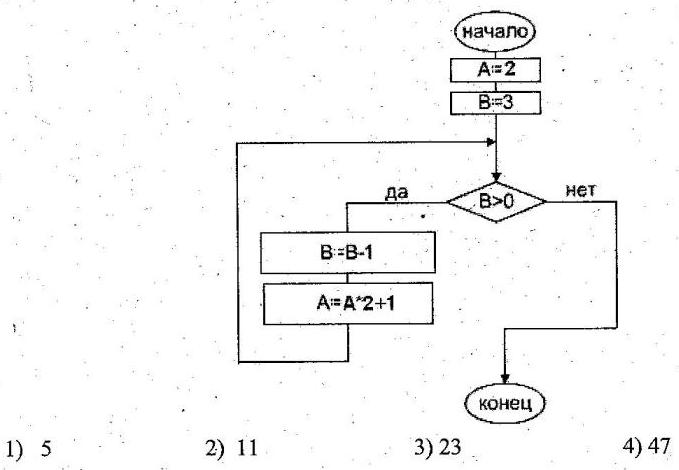 начало
A:=2
B:=3
да
B>0
нет
B:=B-1
A:=A*2+1
конец
1) 5 2) 11 3) 23 4) 47